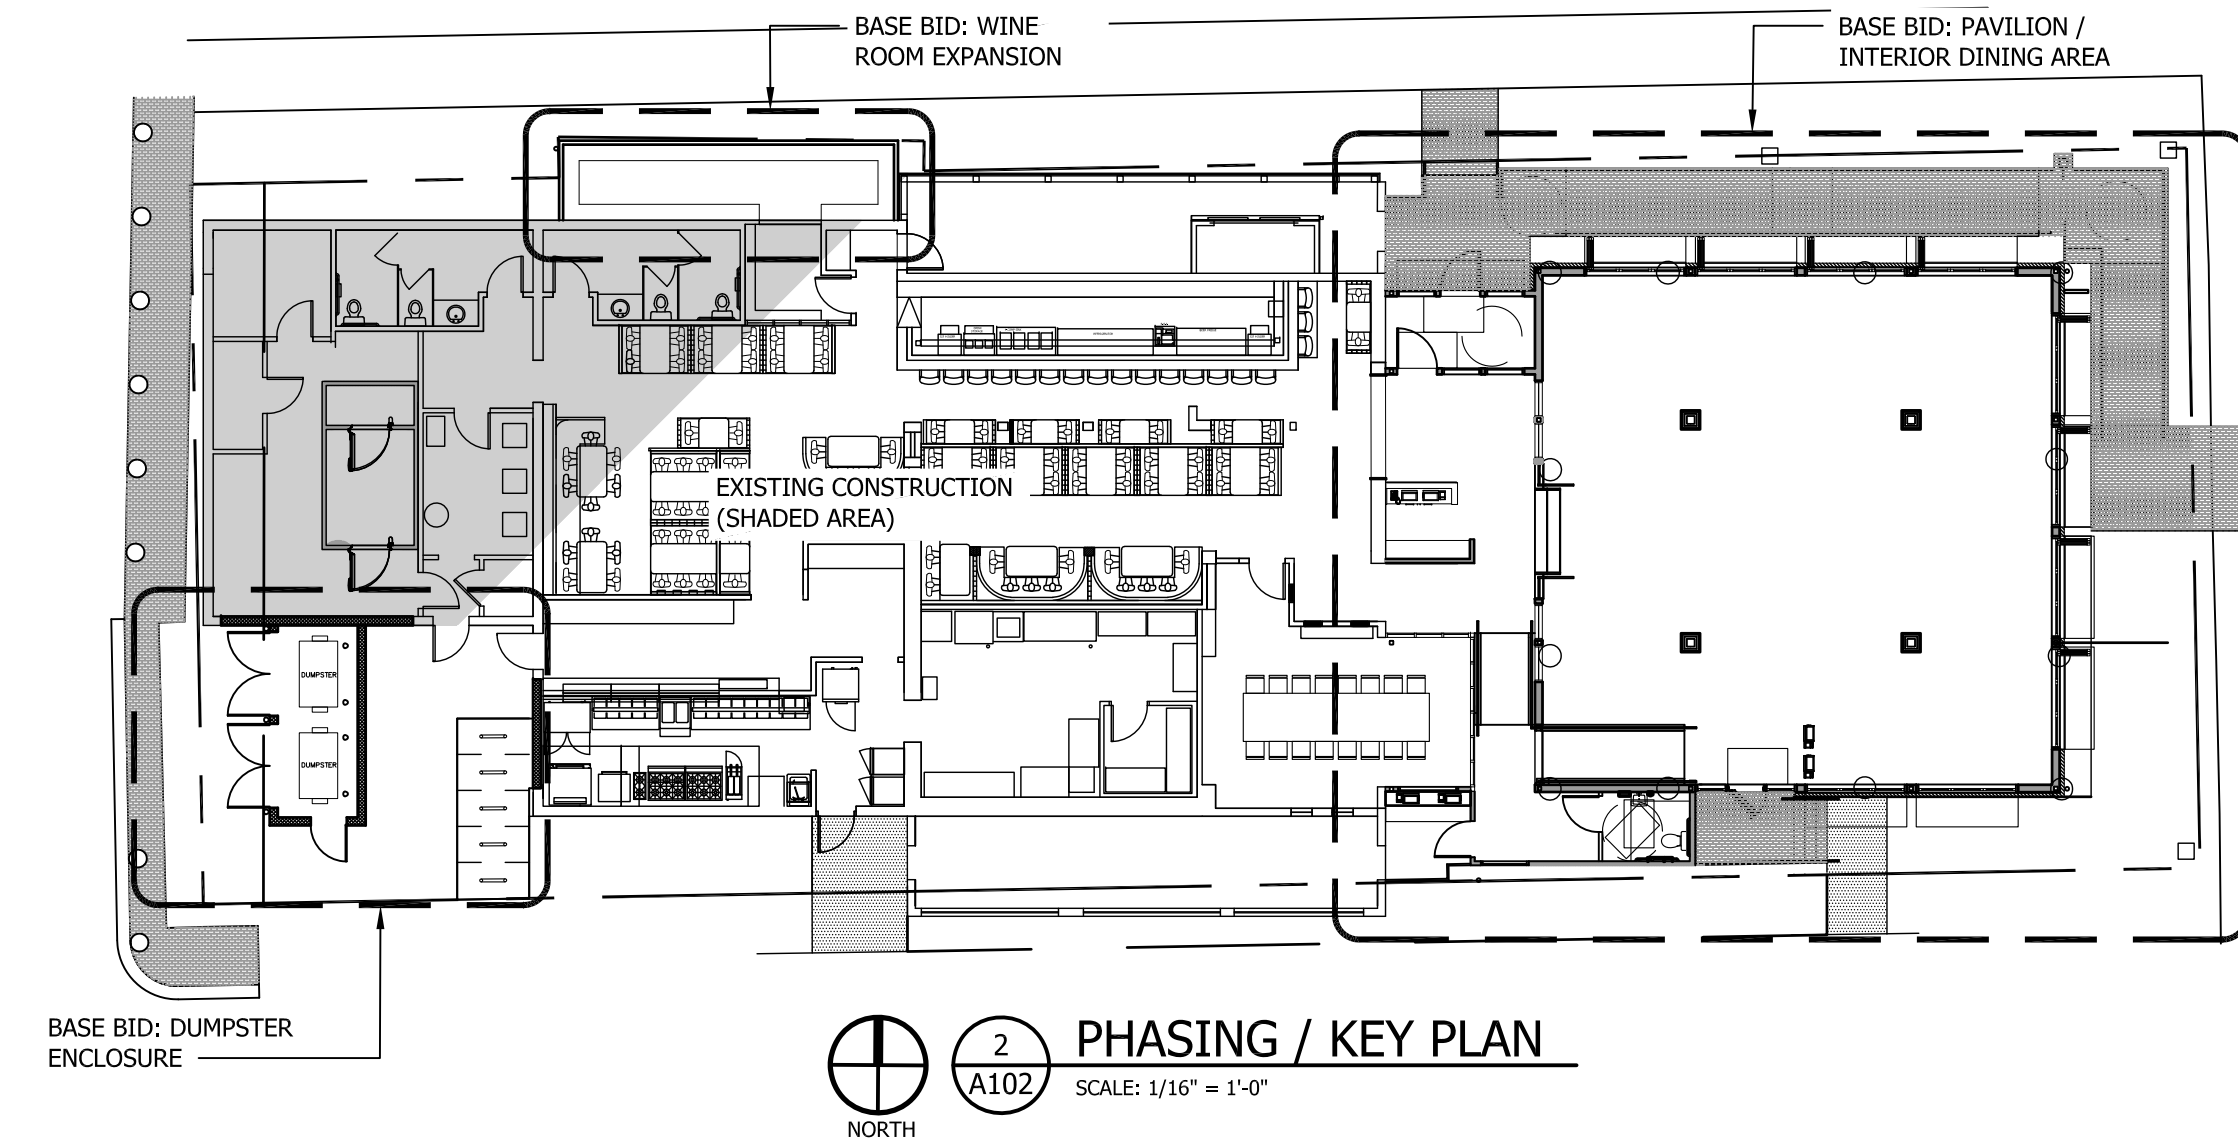 BASE BID: WINE
ROOM EXPANSION
BASE BID: PAVILION /
INTERIOR DINING AREA
EXISTING CONSTRUCTION
(SHADED AREA)
DUMPSTER
DUMPSTER
BASE BID: DUMPSTER
ENCLOSURE
NORTH
2
A102
PHASING / KEY PLAN
SCALE: 1/16" = 1'-0"